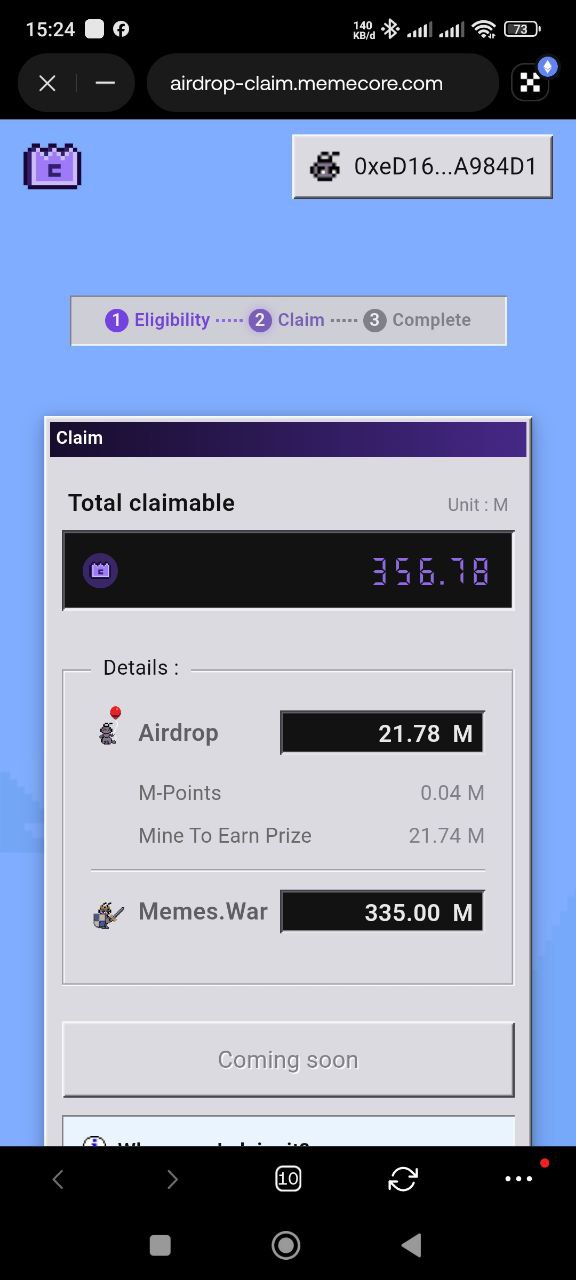 15:24
140
KB/d
73
airdrop-claim.memecore.com
0xeD16...A984D1
1 Eligibility ····· 2 Claim ····· 3 Complete
Claim
Total claimable
Unit : M
356.78
Details :
Airdrop
21.78 M
M-Points
0.04 M
Mine To Earn Prize
21.74 M
Memes.War
335.00 M
Coming soon
10